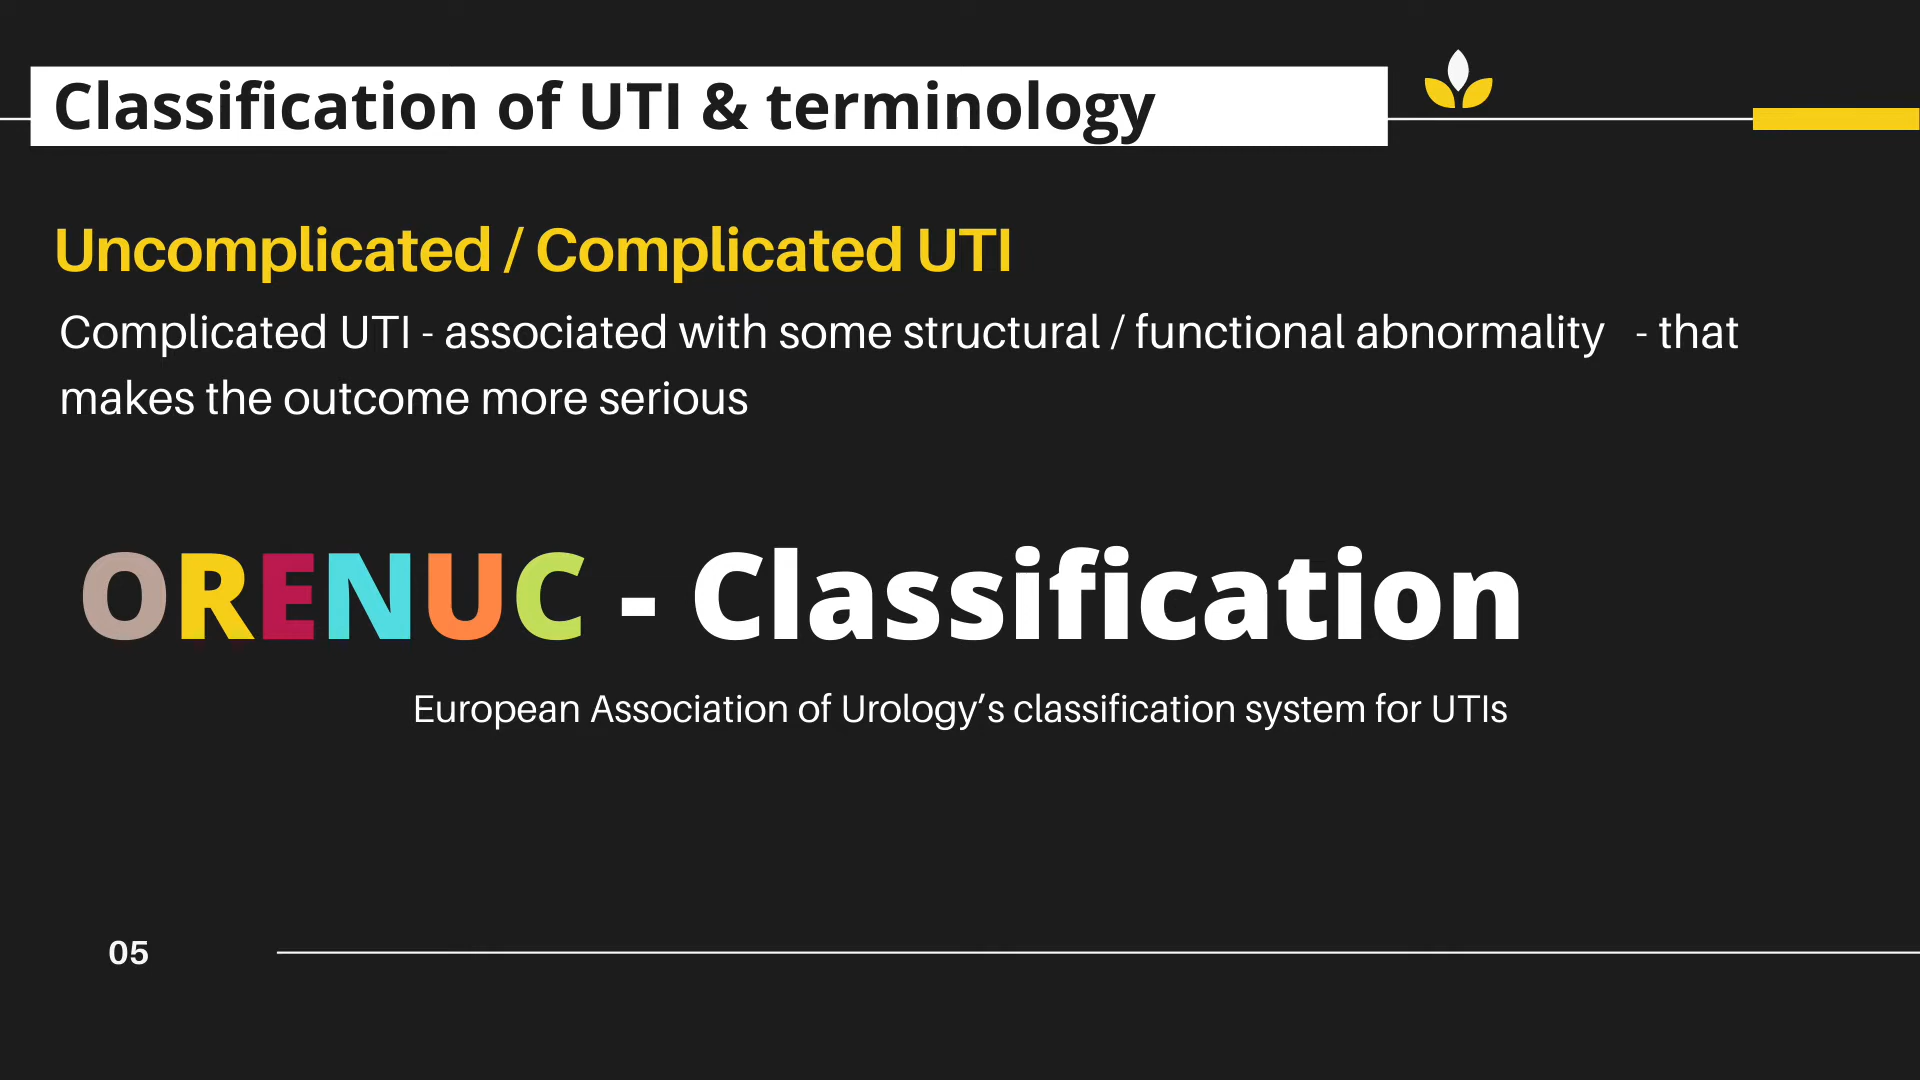 Classification of UTI & terminology
Uncomplicated / Complicated UTI
Complicated UTI - associated with some structural / functional abnormality - that
makes the outcome more serious
ORENUC - Classification
European Association of Urology’s classification system for UTIs
05